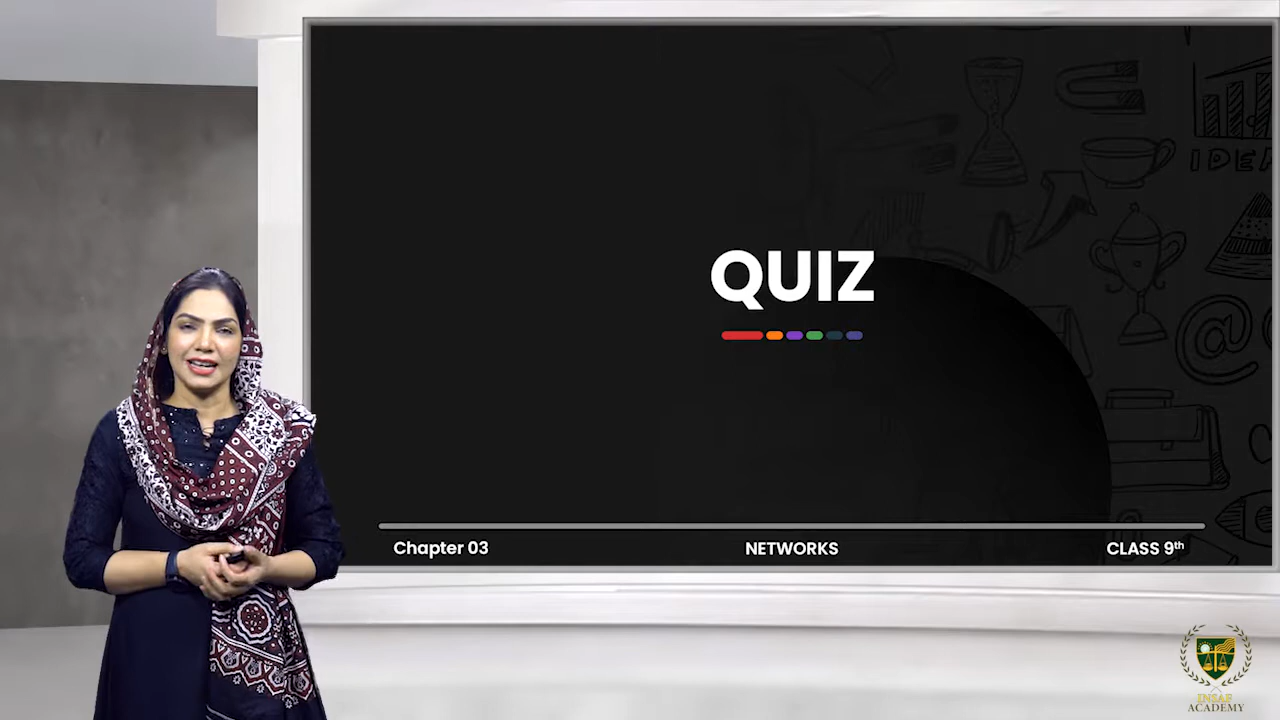 IDEA
QUIZ
Chapter 03
NETWORKS
CLASS 9th
INSAF
ACADEMY